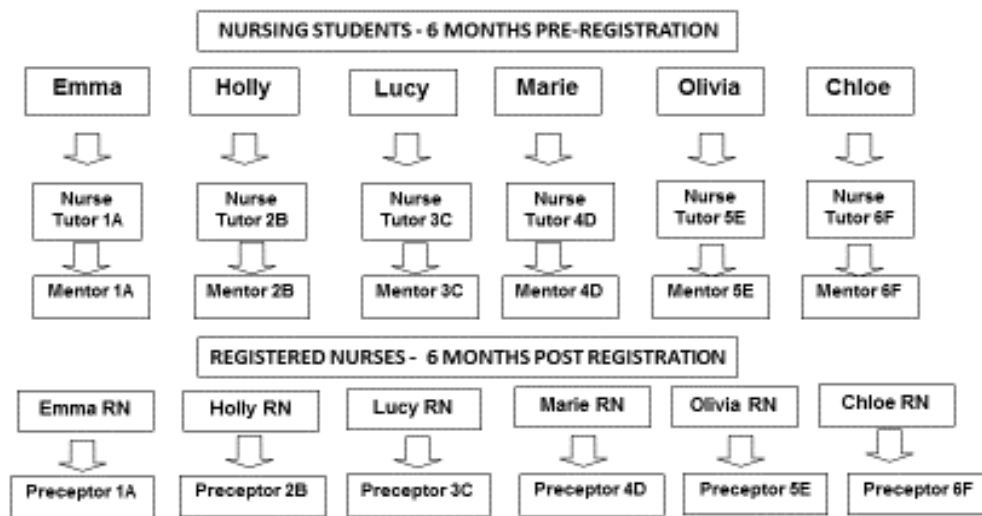 NURSING STUDENTS - 6 MONTHS PRE-REGISTRATION
Emma
Holly
Lucy
Marie
Olivia
Chloe
Nurse
Tutor 1A
Nurse
Tutor 2B
Nurse
Tutor 3C
Nurse
Tutor 4D
Nurse
Tutor 5E
Nurse
Tutor 6F
Mentor 1A
Mentor 2B
Mentor 3C
Mentor 4D
Mentor 5E
Mentor 6F
REGISTERED NURSES - 6 MONTHS POST REGISTRATION
Emma RN
Holly RN
Lucy RN
Marie RN
Olivia RN
Chloe RN
Preceptor 1A
Preceptor 2B
Preceptor 3C
Preceptor 4D
Preceptor 5E
Preceptor 6F